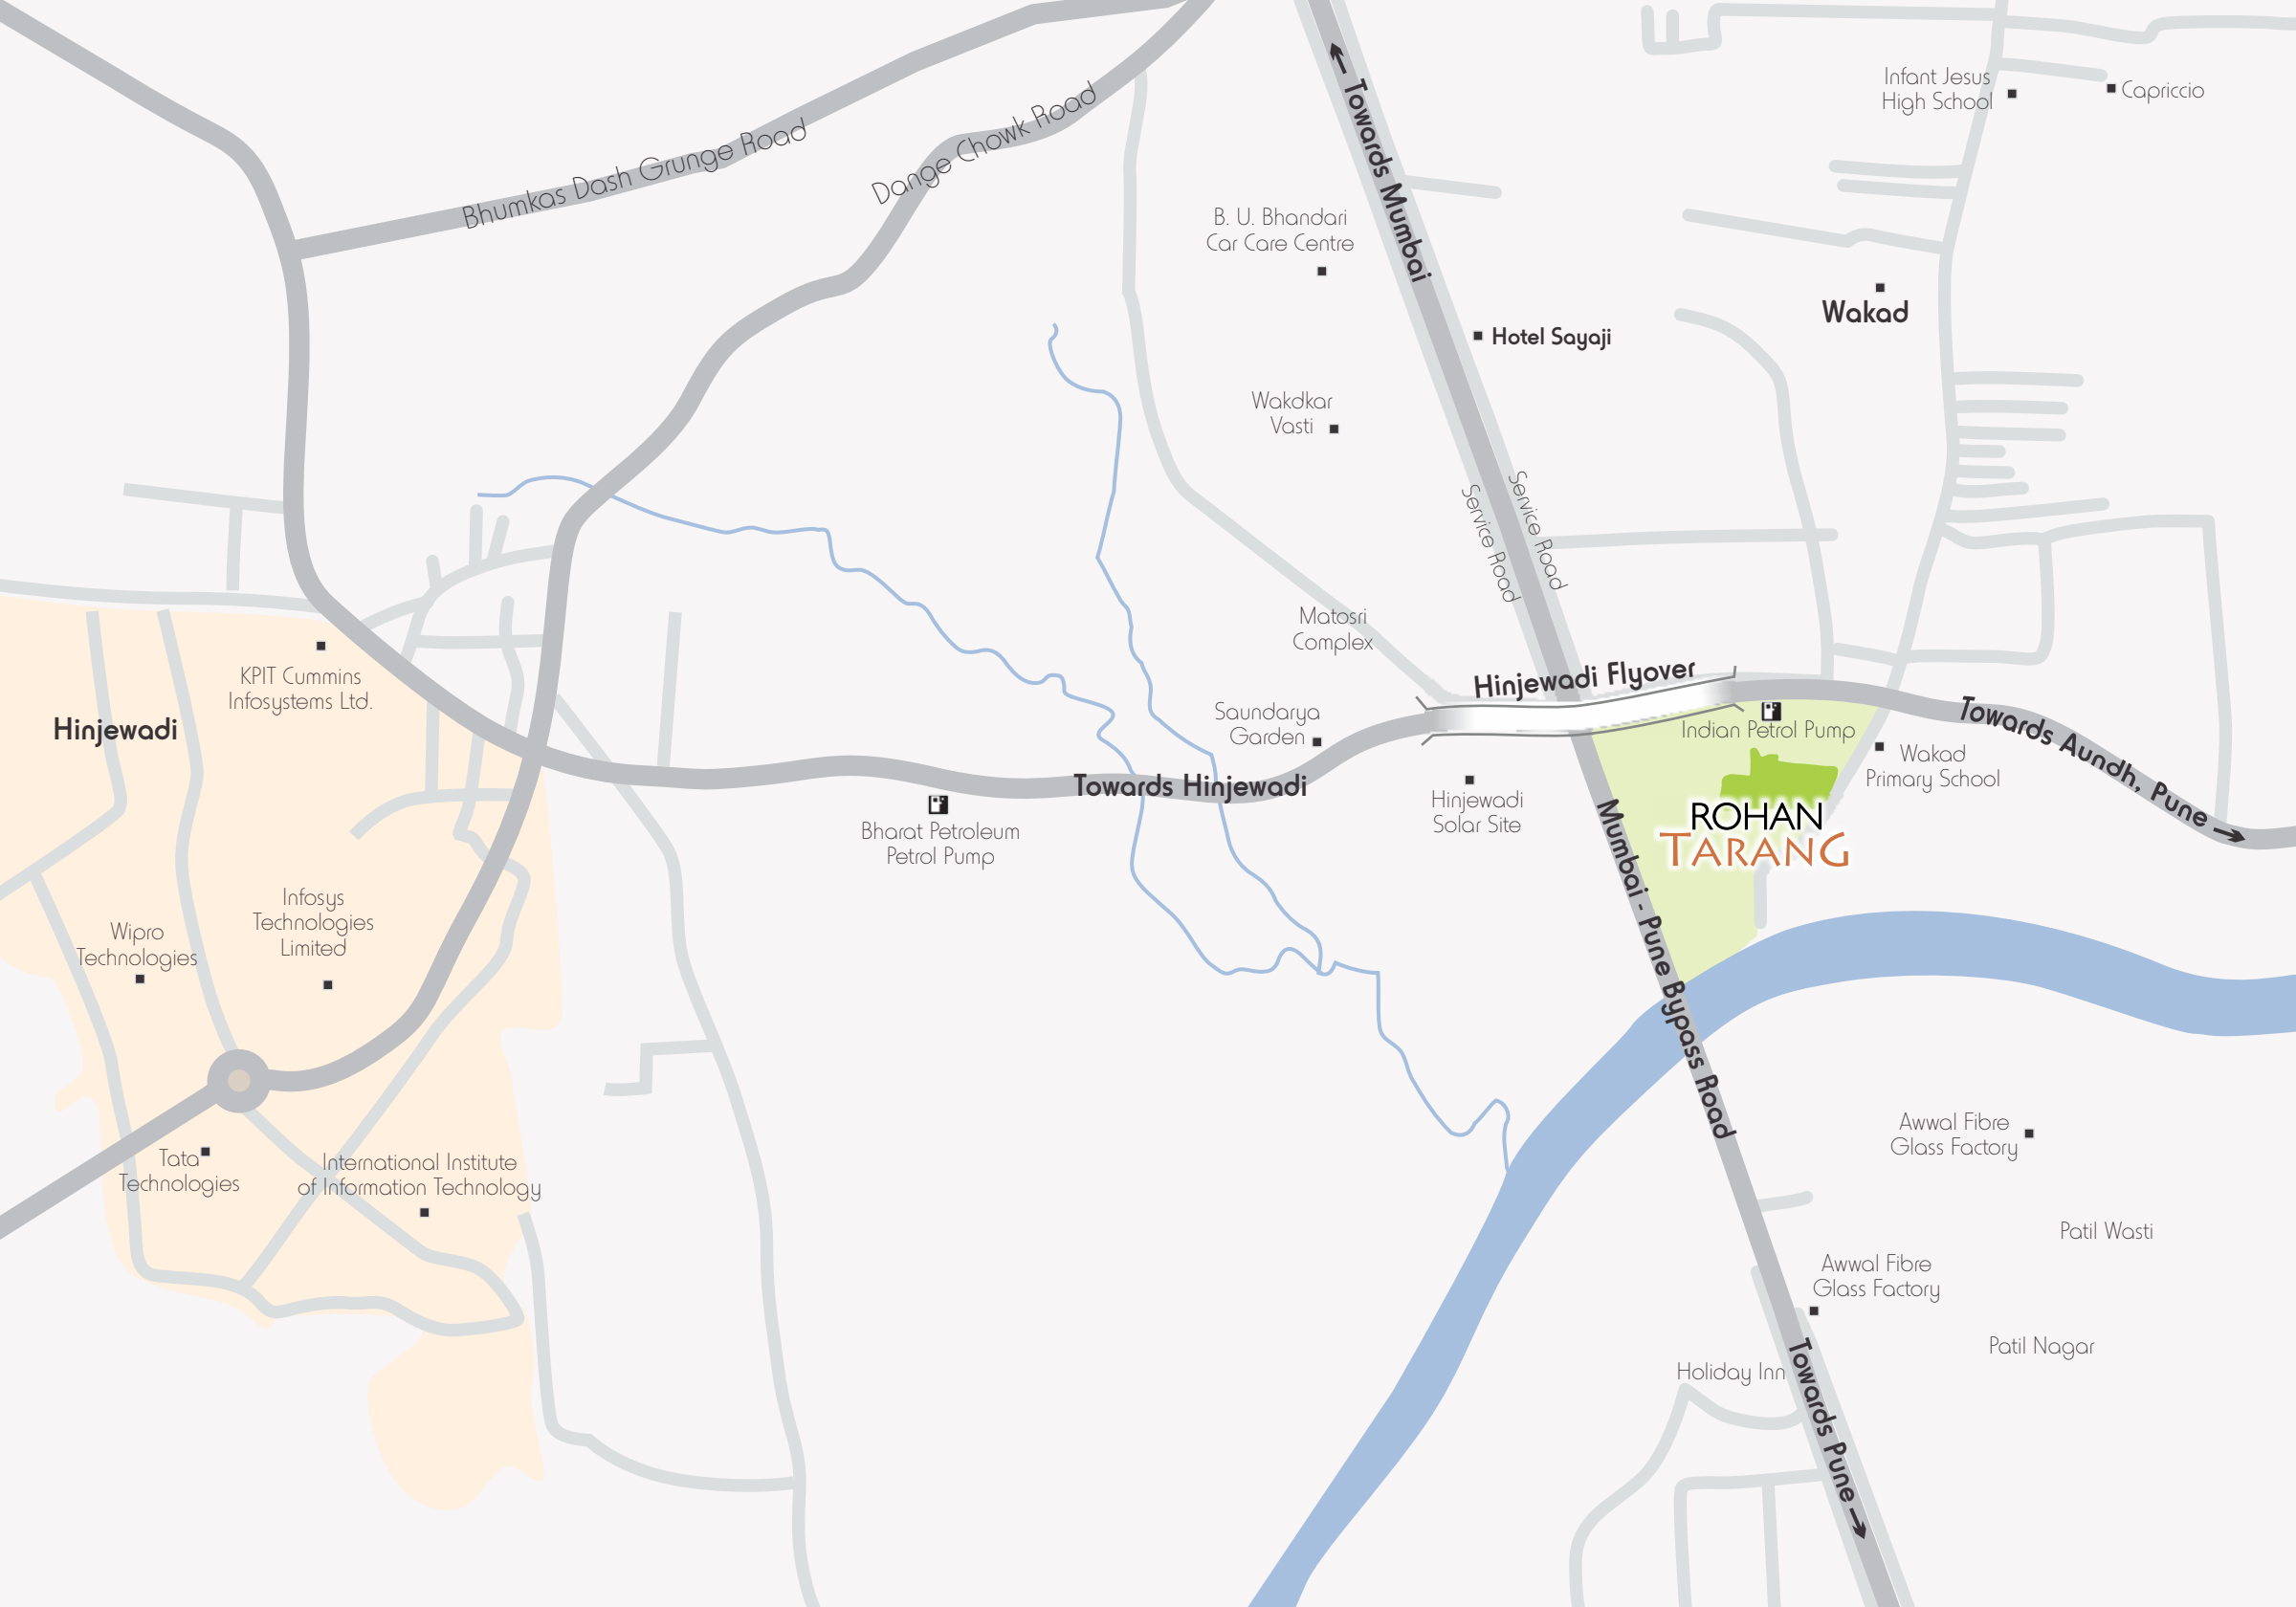 Infant Jesus
High School
Capriccio
Towards Mumbai
Bhumkas Dash Grunge Road
Dange Chowk Road
B. U. Bhandari
Car Care Centre
Wakad
Hotel Sayaji
Wakdkar
Vasti
Service Road
Service Road
Matosri
Complex
Hinjewadi Flyover
KPIT Cummins
Infosystems Ltd.
Hinjewadi
Saundarya
Garden
Indian Petrol Pump
Towards Aundh, Pune
Wakad
Primary School
Towards Hinjewadi
Hinjewadi
Solar Site
Bharat Petroleum
Petrol Pump
ROHAN
TARANG
Mumbai - Pune Bypass Road
Infosys
Technologies
Limited
Wipro
Technologies
Tata
Technologies
International Institute
of Information Technology
Awwal Fibre
Glass Factory
Patil Wasti
Awwal Fibre
Glass Factory
Patil Nagar
Holiday Inn
Towards Pune